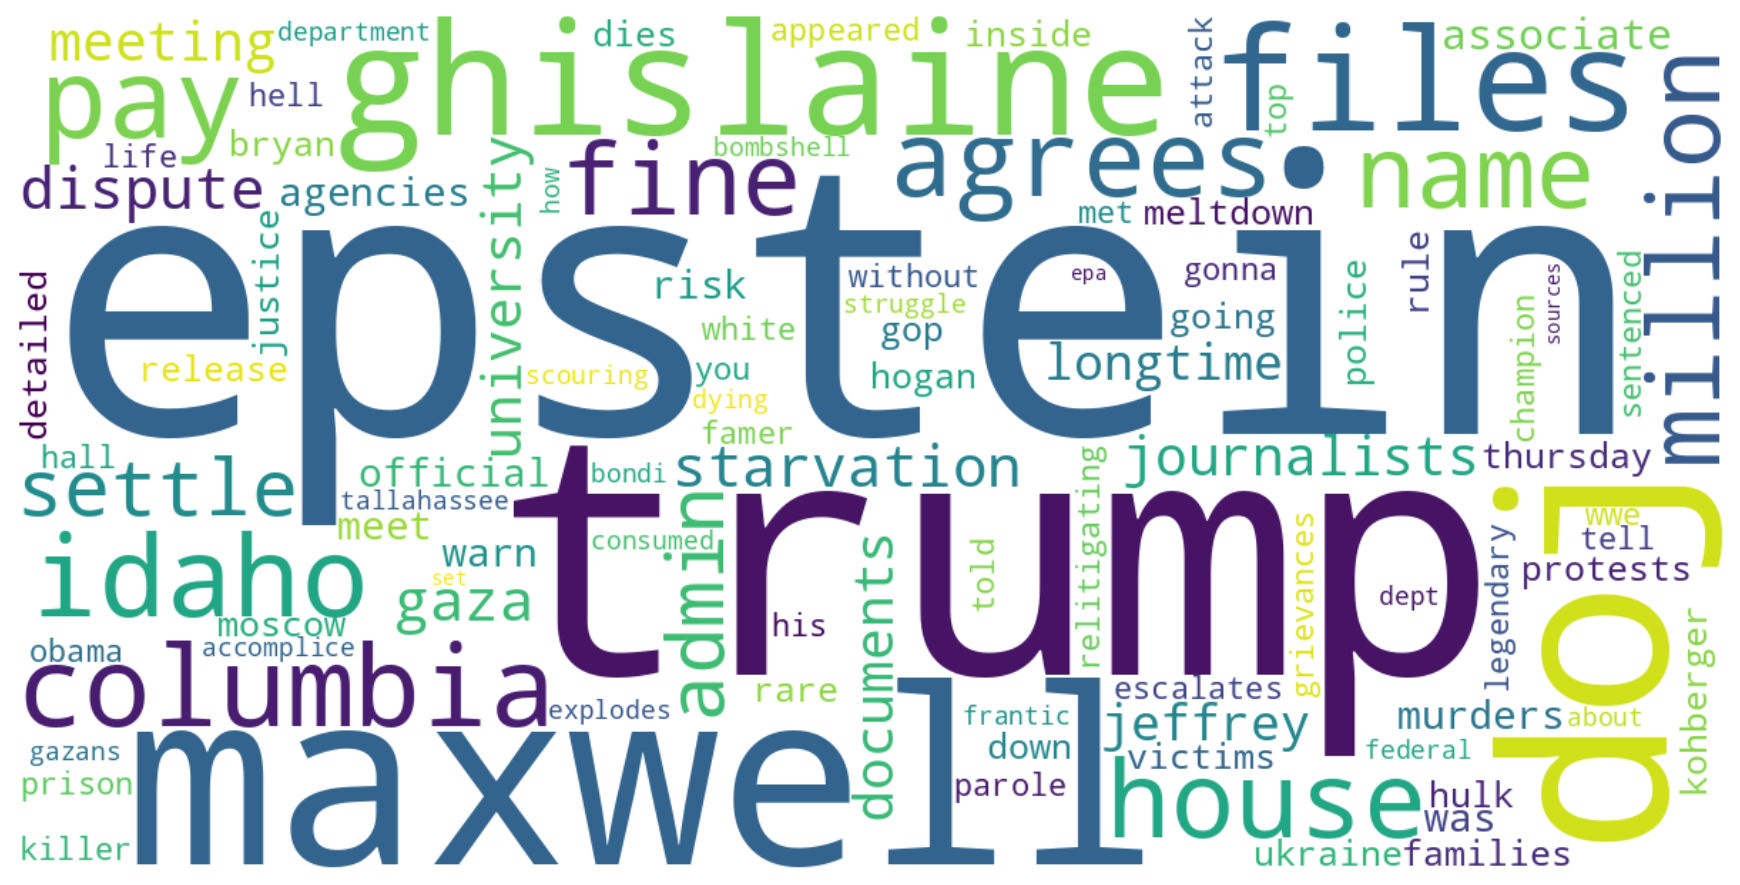 meeting
department
dies
appeared
inside
attack
associate
pay
hell
ghislaine
files
top
million
life
bryan
bombshell
university
how
fine
agrees
name
dispute
agencies
met
meltdown
justice
detailed
epstein
risk
without
epa
gonna
rule
police
sources
sentenced
struggle
white
gop
going
champion
release
scouring
you
hogan
longtime
dying
famer
hall
settle
official
bondi
starvation
journalists
thursday
tallahassee
meet
trump
doj
wwe
tell
idaho
warn
consumed
admin
documents
told
relitigating
grievances
legendary
protests
set
gaza
dept
moscow
his
obama
accomplice
kohberger
columbia
explodes
rare
escalates
frantic
jeffrey
murders
about
gazans
maxwell
down
victims
federal
prison
parole
house
hulk
was
killer
ukraine
families